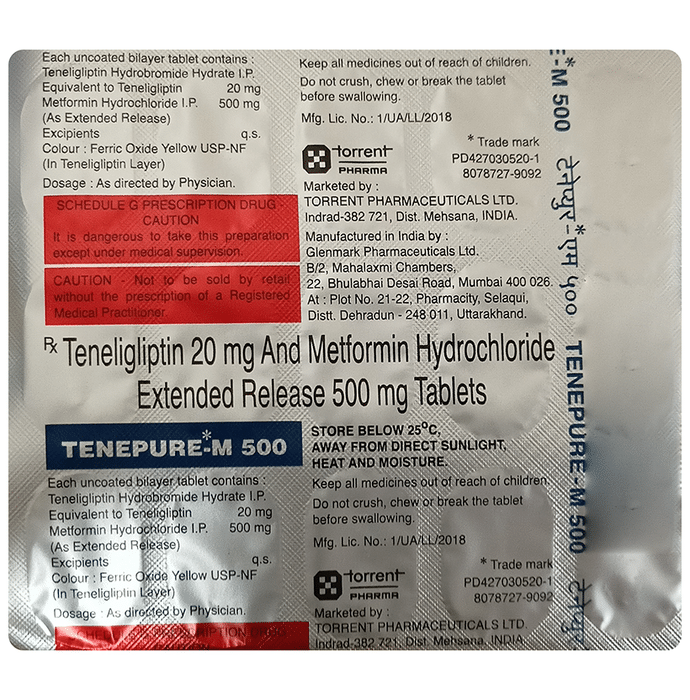 Each uncoated bilayer tablet contains :
Teneligliptin Hydrobromide Hydrate I.P.
Equivalent to Teneligliptin 20 mg
Metformin Hydrochloride I.P. 500 mg
(As Extended Release)
Excipients q.s.
Colour : Ferric Oxide Yellow USP-NF
(In Teneligliptin Layer)
Dosage : As directed by Physician.
SCHEDULE G PRESCRIPTION DRUG -
CAUTION
It is dangerous to take this preparation
except under medical supervision.
CAUTION - Not to be sold by retail
without the prescription of a Registered
Medical Practitioner.
Keep all medicines out of reach of children.
Do not crush, chew or break the tablet
before swallowing.
Mfg. Lic. No.: 1/UA/LL/2018
* Trade mark
PD427030520-1
8078727-9092
torrent
PHARMA
Marketed by :
TORRENT PHARMACEUTICALS LTD.
Indrad-382 721, Dist. Mehsana, INDIA.
Manufactured in India by :
Glenmark Pharmaceuticals Ltd.
B/2, Mahalaxmi Chambers,
22, Bhulabhai Desai Road, Mumbai 400 026.
At : Plot No. 21-22, Pharmacity, Selaqui,
Distt. Dehradun - 248 011, Uttarakhand.
Rx Teneligliptin 20 mg And Metformin Hydrochloride
Extended Release 500 mg Tablets
TENEPURE*-M 500
STORE BELOW 25°C,
AWAY FROM DIRECT SUNLIGHT,
HEAT AND MOISTURE.
Each uncoated bilayer tablet contains :
Teneligliptin Hydrobromide Hydrate I.P.
Equivalent to Teneligliptin 20 mg
Metformin Hydrochloride I.P. 500 mg
(As Extended Release)
Excipients q.s.
Colour : Ferric Oxide Yellow USP-NF
(In Teneligliptin Layer)
Dosage : As directed by Physician.
SCHEDULE G PRESCRIPTION DRUG -
Keep all medicines out of reach of children.
Do not crush, chew or break the tablet
before swallowing.
Mfg. Lic. No.: 1/UA/LL/2018
* Trade mark
PD427030520-1
8078727-9092
torrent
PHARMA
Marketed by :
TORRENT PHARMACEUTICALS LTD.
Indrad-382 721, Dist. Mehsana, INDIA.
RE*-M 500
टेनेप्युर*-एम ५००
TENEPURE*-M 500
टेनेप्युर*